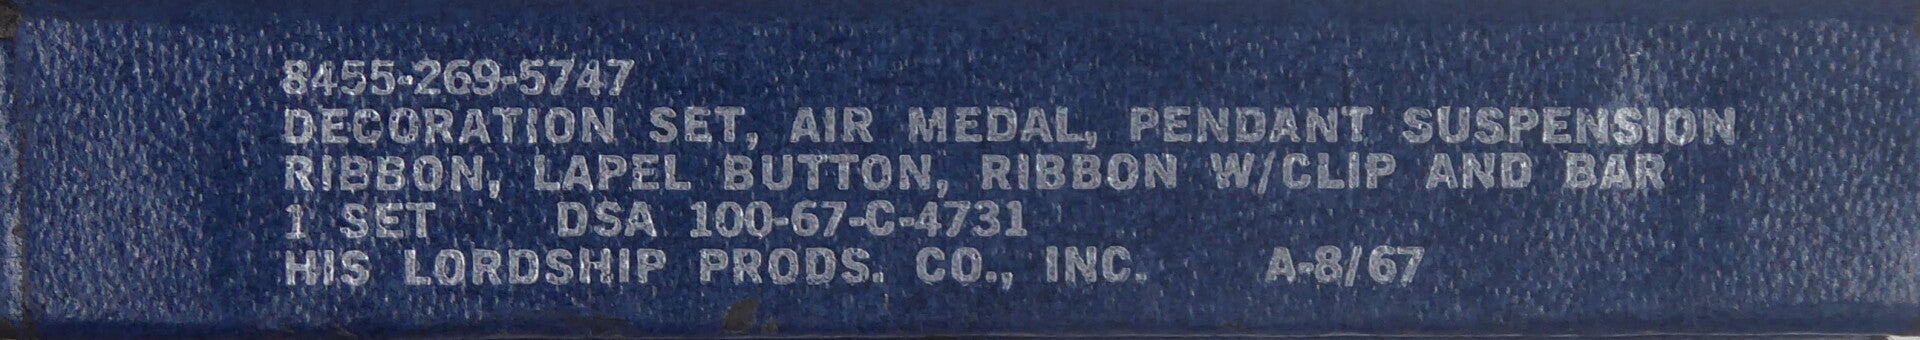 8455-269-5747
DECORATION SET, AIR MEDAL, PENDANT SUSPENSION
RIBBON, LAPEL BUTTON, RIBBON W/CLIP AND BAR
1 SET DSA 100-67-C-4731
HIS LORDSHIP PRODS. CO., INC. A-8/67